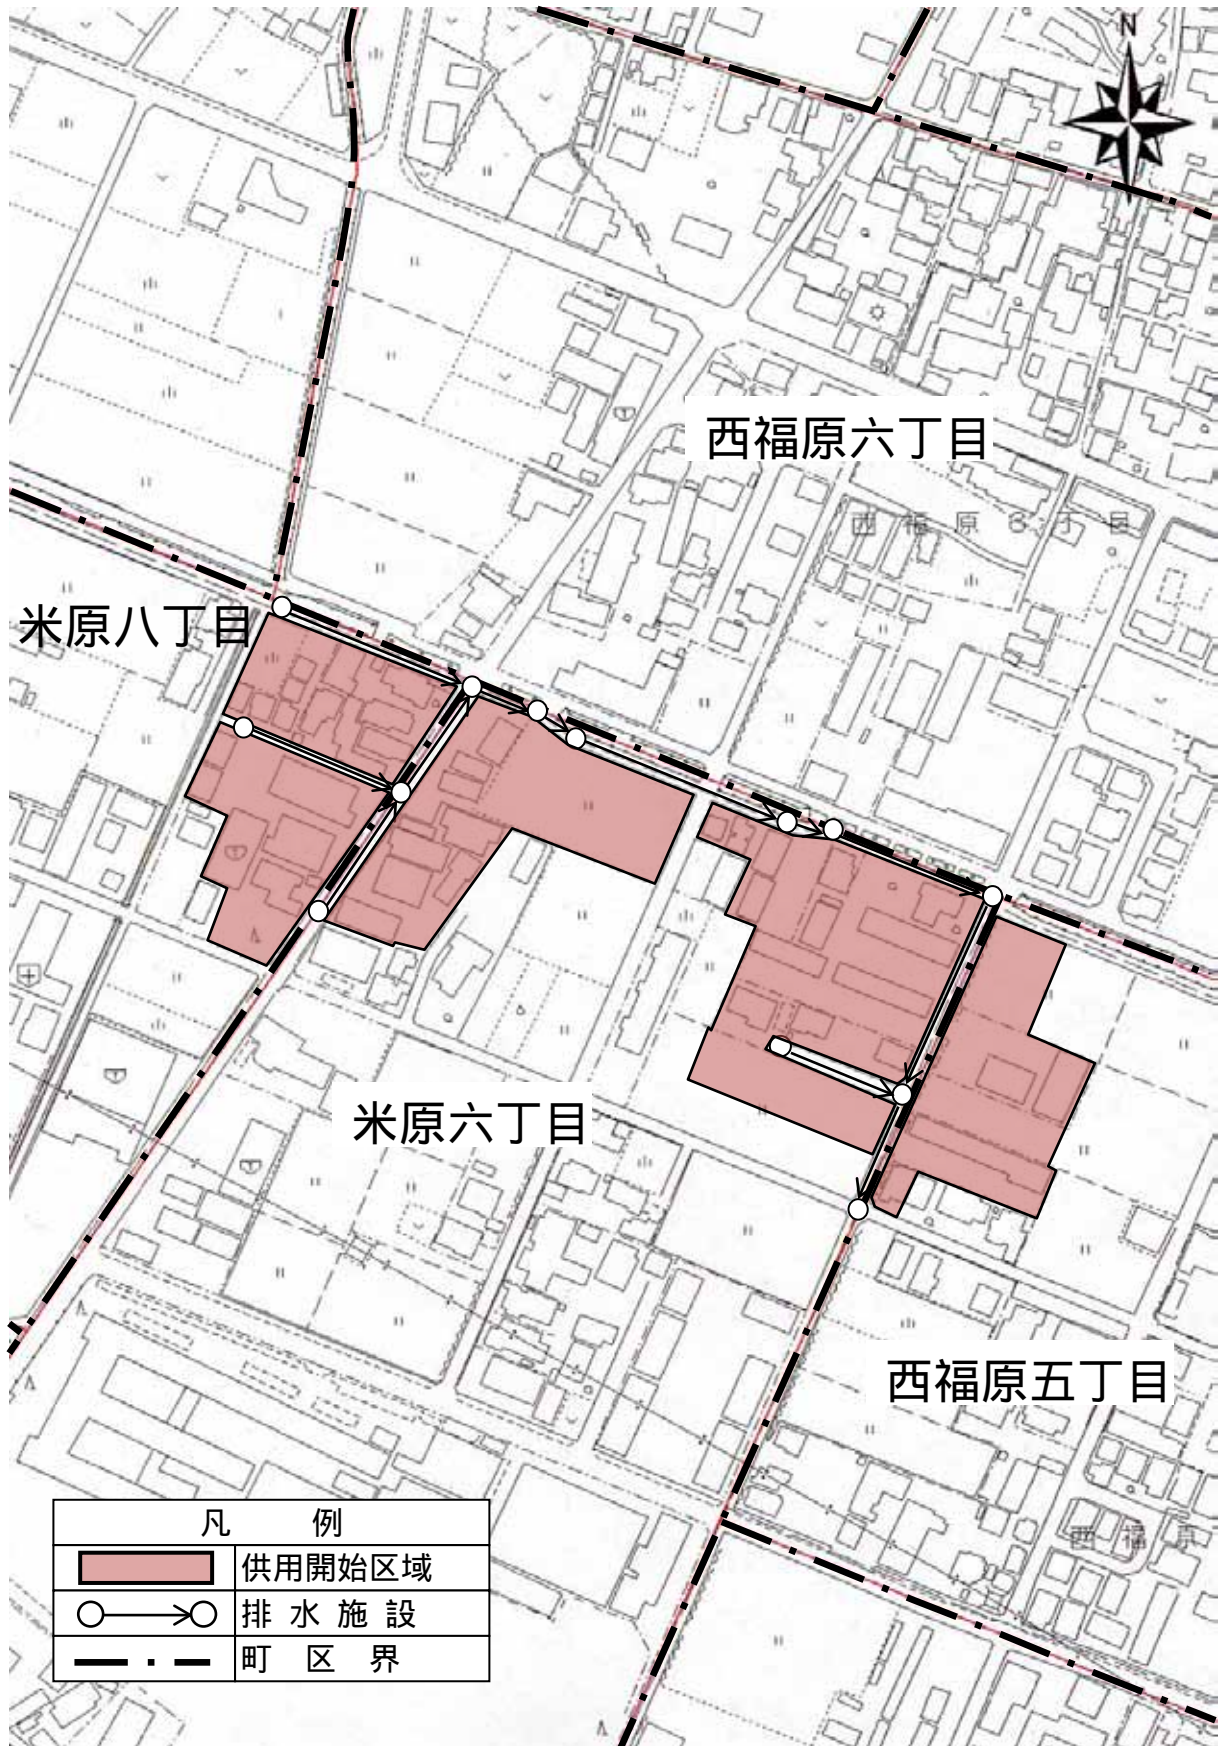 N
西福原六丁目
西福原6丁目
米原八丁目
米原六丁目
西福原五丁目
西福原
凡 例
供用開始区域
排水施設
町区界